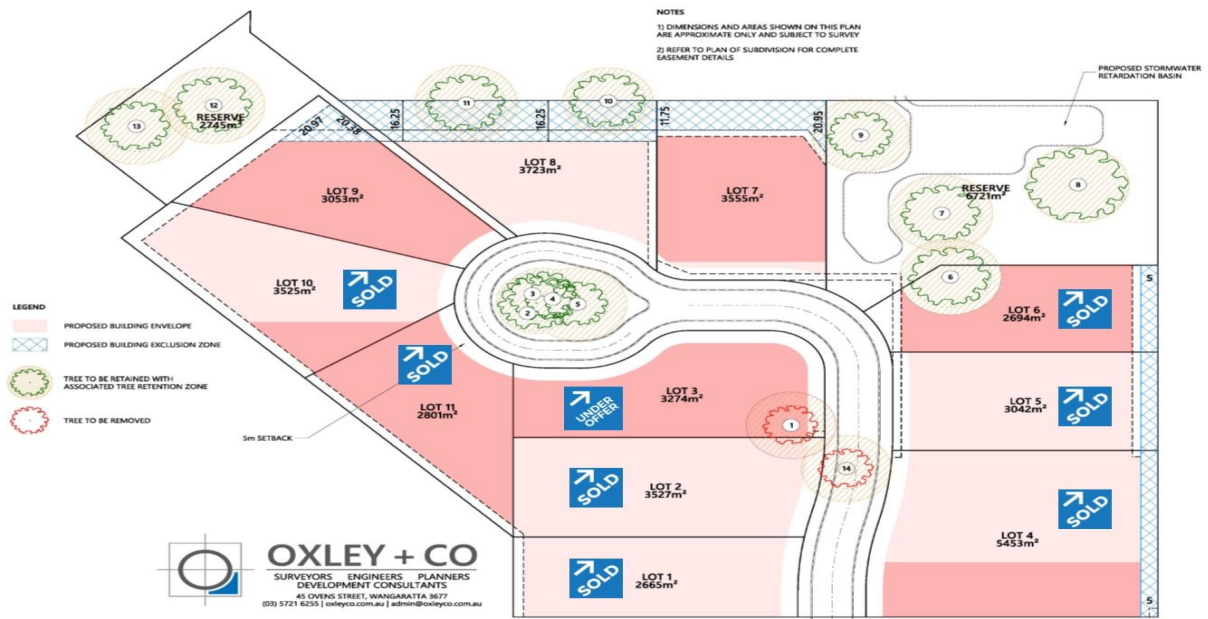 NOTES
1) DIMENSIONS AND AREAS SHOWN ON THIS PLAN
ARE APPROXIMATE ONLY AND SUBJECT TO SURVEY
2) REFER TO PLAN OF SUBDIVISION FOR COMPLETE
EASEMENT DETAILS
PROPOSED STORMWATER
RETARDATION BASIN
12
RESERVE
2745m²
13
11
10
20.97
20.38
16.25
16.25
11.75
20.95
9
8
RESERVE
6721m²
7
6
LOT 8
3723m²
LOT 9
3053m²
LOT 7
3555m²
LOT 10
3525m²
SOLD
3
4
5
2
LOT 6
2694m²
SOLD
S
LEGEND
PROPOSED BUILDING ENVELOPE
PROPOSED BUILDING EXCLUSION ZONE
TREE TO BE RETAINED WITH
ASSOCIATED TREE RETENTION ZONE
TREE TO BE REMOVED
5m SETBACK
SOLD
LOT 11
2801m²
UNDER
OFFER
LOT 3
3274m²
1
14
LOT 5
3042m²
SOLD
SOLD
LOT 2
3527m²
SOLD
LOT 4
5453m²
SOLD
LOT 1
2665m²
S
OXLEY + CO
SURVEYORS ENGINEERS PLANNERS
DEVELOPMENT CONSULTANTS
45 OVENS STREET, WANGARATTA 3677
(03) 5721 6255 | oxleyco.com.au | admin@oxleyco.com.au